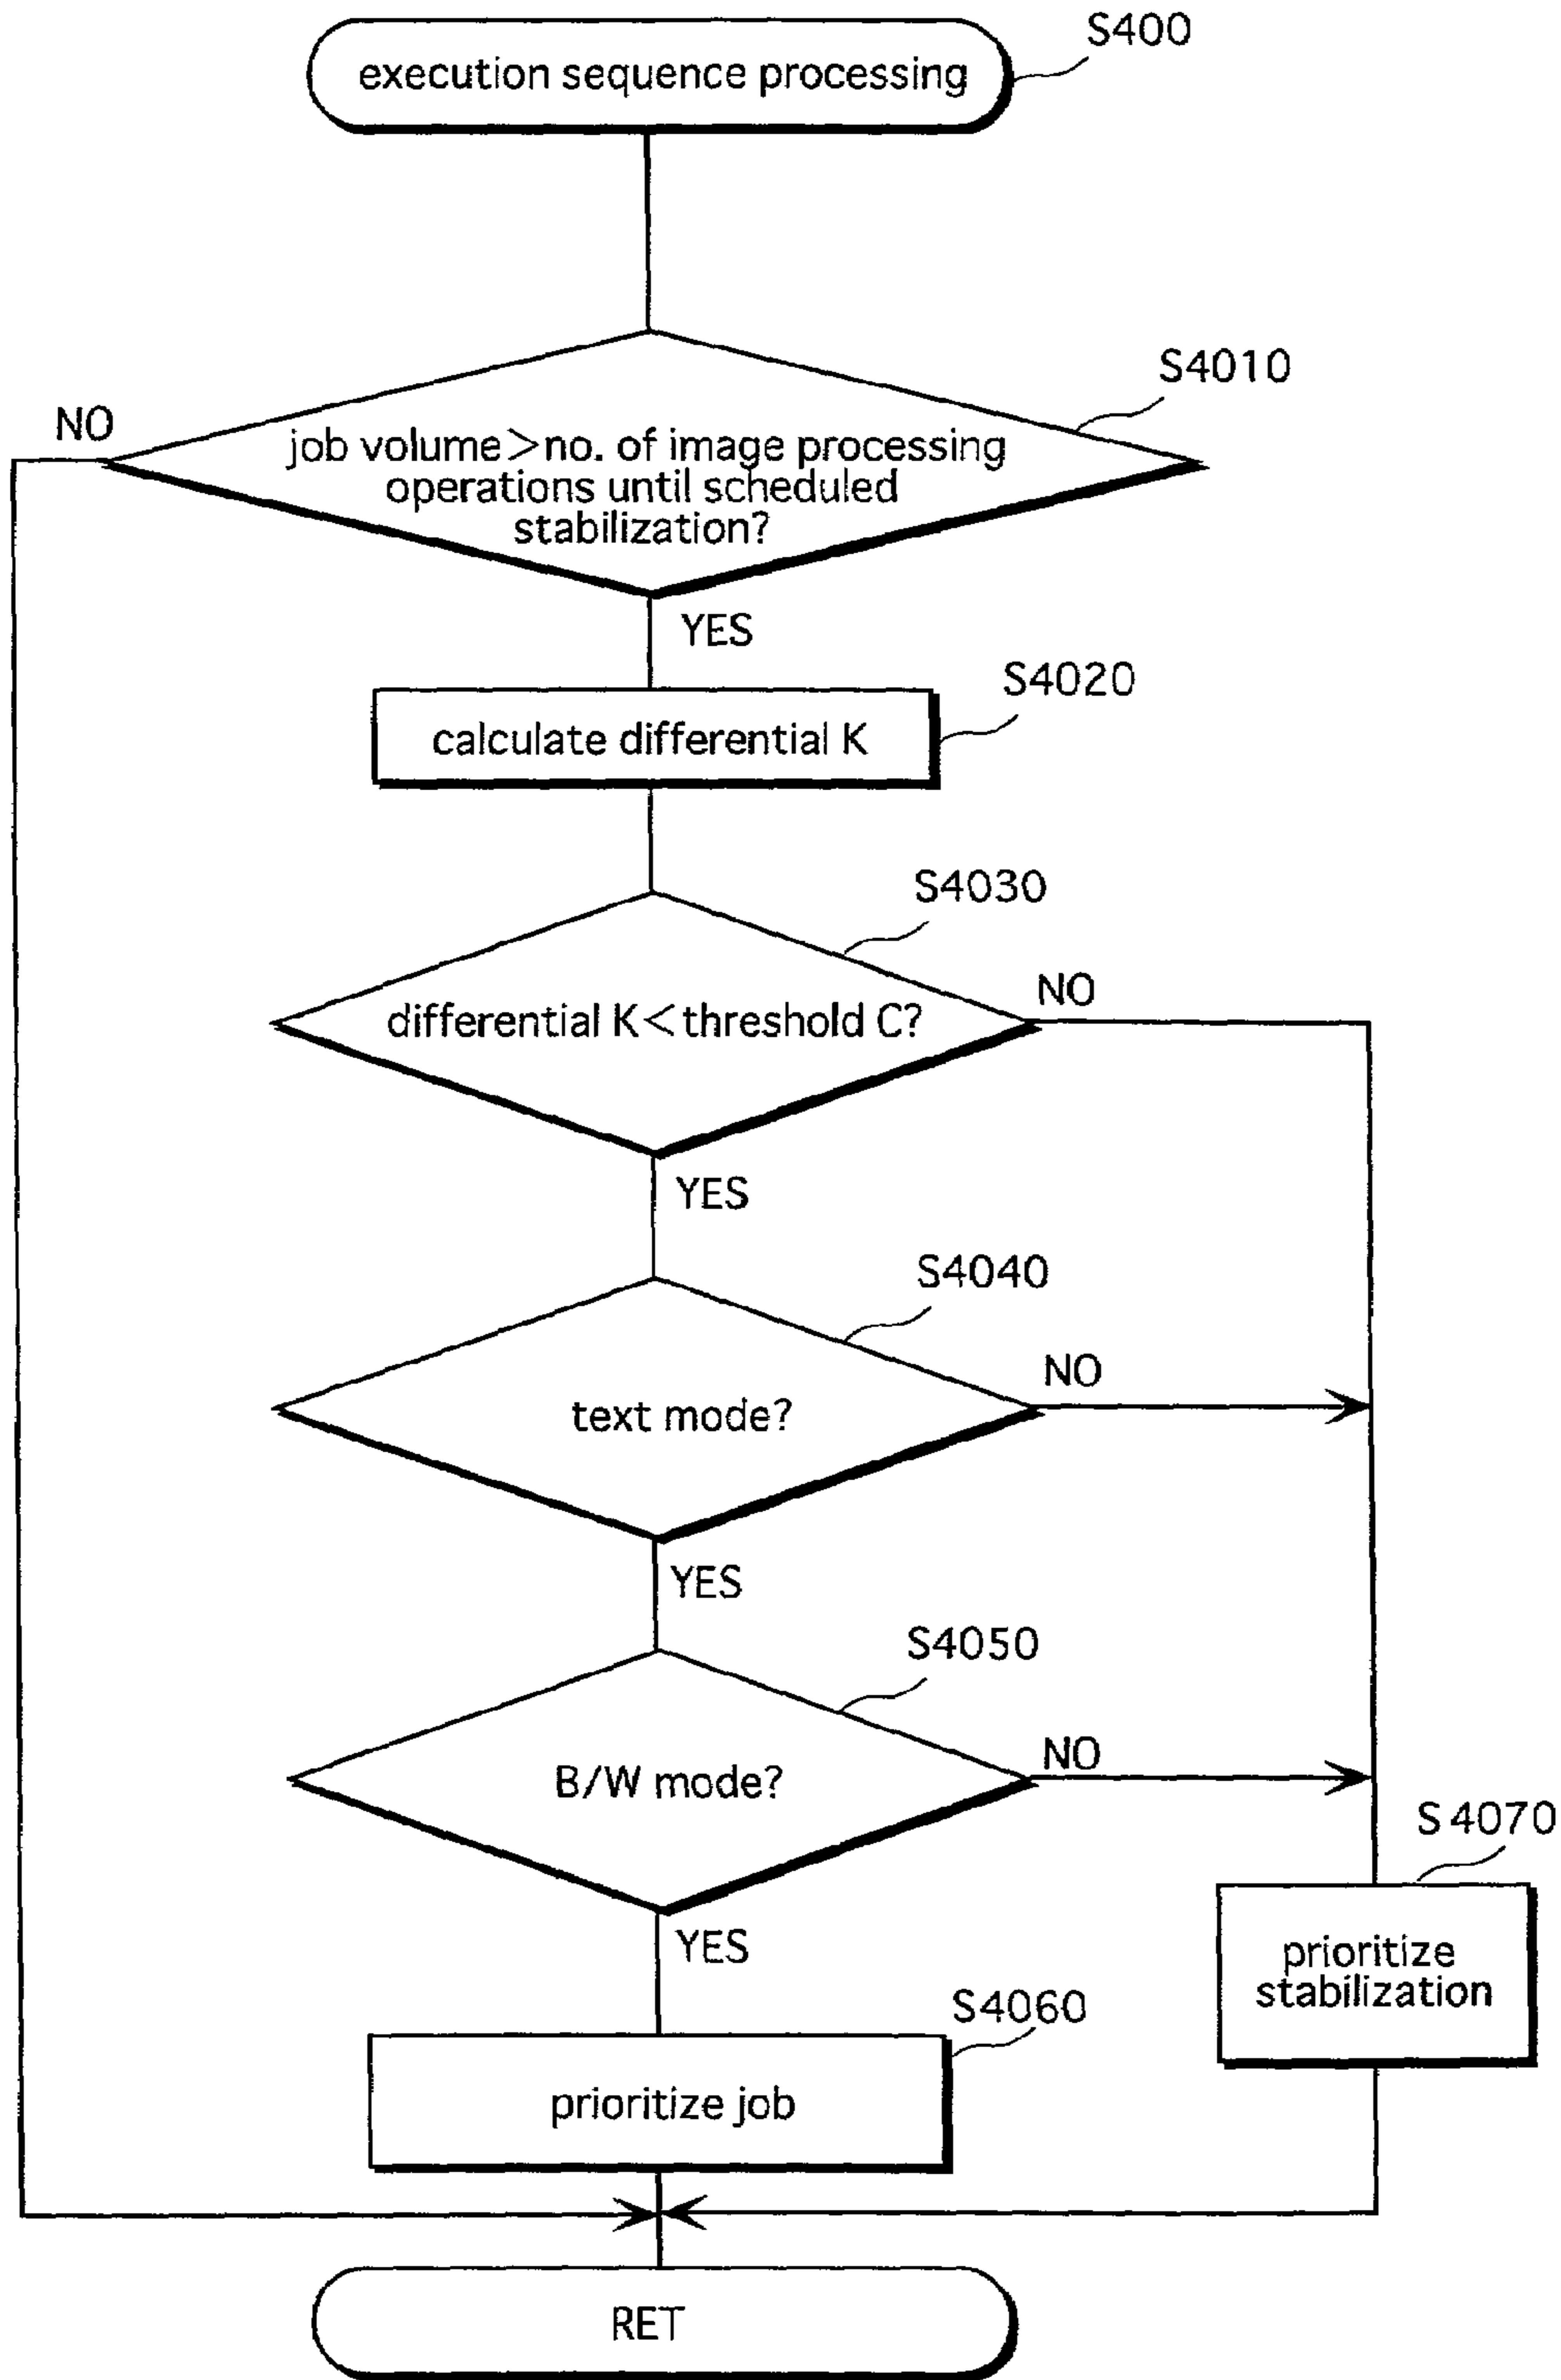 S400
execution sequence processing
S4010
NO
job volume>no. of image processing
operations until scheduled
stabilization?
YES
S4020
calculate differential K
S4030
NO
differential K<threshold C?
YES
S4040
NO
text mode?
YES
S4050
NO
B/W mode?
S 4070
YES
prioritize
stabilization
S4060
prioritize job
RET